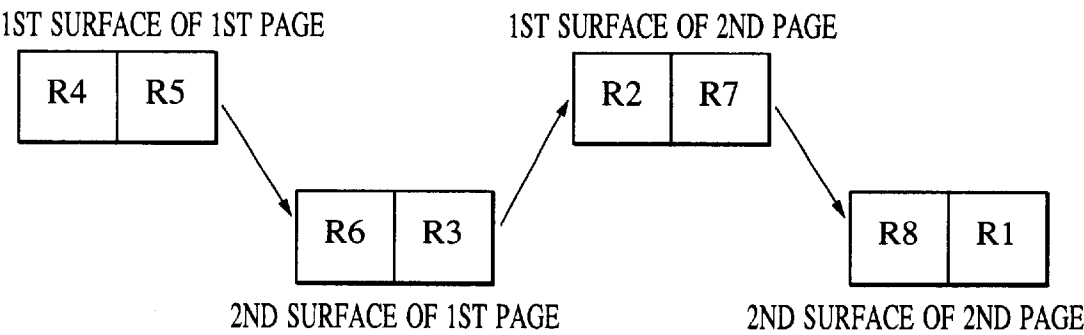 1ST SURFACE OF 1ST PAGE
1ST SURFACE OF 2ND PAGE
R4 R5
R2 R7
R6 R3
R8 R1
2ND SURFACE OF 1ST PAGE
2ND SURFACE OF 2ND PAGE